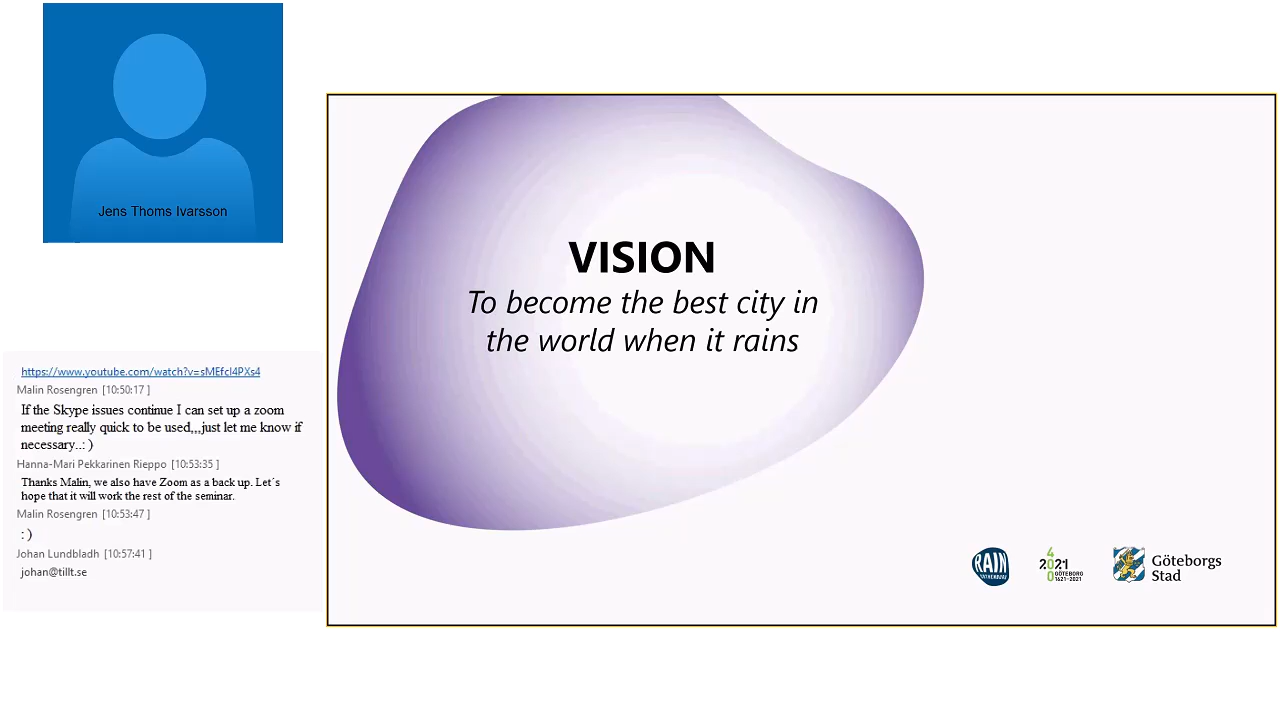 Jens Thoms Ivarsson
https://www.youtube.com/watch?v=sMEfcI4PXs4
Malin Rosengren [10:50:17 ]
If the Skype issues continue I can set up a zoom
meeting really quick to be used,,,just let me know if
necessary..: )
Hanna-Mari Pekkarinen Rieppo [10:53:35 ]
Thanks Malin, we also have Zoom as a back up. Let´s
hope that it will work the rest of the seminar.
Malin Rosengren [10:53:47 ]
: )
Johan Lundbladh [10:57:41 ]
johan@tillt.se
VISION
To become the best city in
the world when it rains
RAIN
GOTHENBURG
4
2021
0
GÖTEBORG
1621–2021
Göteborgs
Stad